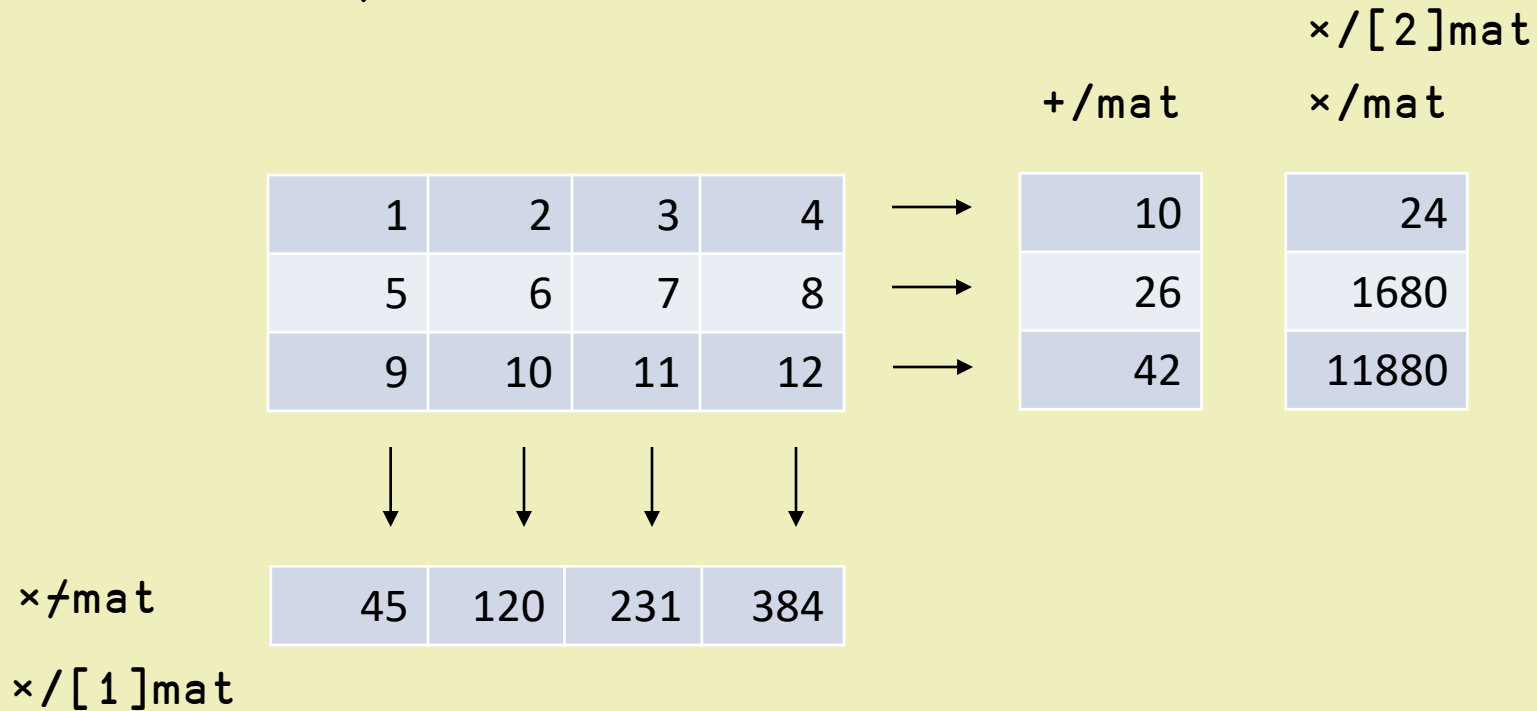 ×/[2]mat
+/mat ×/mat
1 2 3 4 10 24
5 6 7 8 26 1680
9 10 11 12 42 11880
×⌿mat 45 120 231 384
×/[1]mat